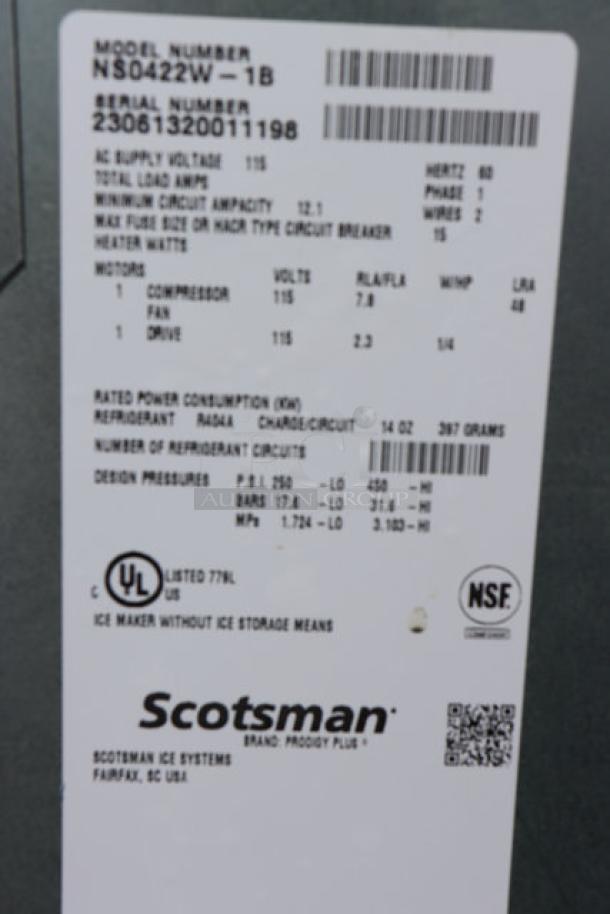 MODEL NUMBER
NS0422W-1B
SERIAL NUMBER
23061320011198
AC SUPPLY VOLTAGE 115 HERTZ 60
TOTAL LOAD AMPS PHASE 1
MINIMUM CIRCUIT AMPACITY 12.1 WIRES 2
MAX FUSE SIZE OR HACR TYPE CIRCUIT BREAKER 15
HEATER WATTS
MOTORS VOLTS RLA/FLA W/HP LRA
1 COMPRESSOR 115 7.8 48
FAN
1 DRIVE 115 2.3 1/4
RATED POWER CONSUMPTION (KW)
REFRIGERANT R404A CHARGE/CIRCUIT 14 OZ 397 GRAMS
NUMBER OF REFRIGERANT CIRCUITS
DESIGN PRESSURES P.S.I. 250 -LO 450 -HI
AUCTION GROUP
BARS 17.6 -LO 31.6 -HI
MPa 1.724 -LO 3.103-HI
C UL US LISTED 778L
NSF.
ICE MAKER WITHOUT ICE STORAGE MEANS
Scotsman
BRAND: PRODIGY PLUS ®
SCOTSMAN ICE SYSTEMS
FAIRFAX, SC USA